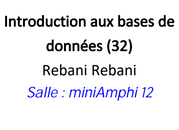 Introduction aux bases de
données (32)
Rebani Rebani
Salle : miniAmphi 12